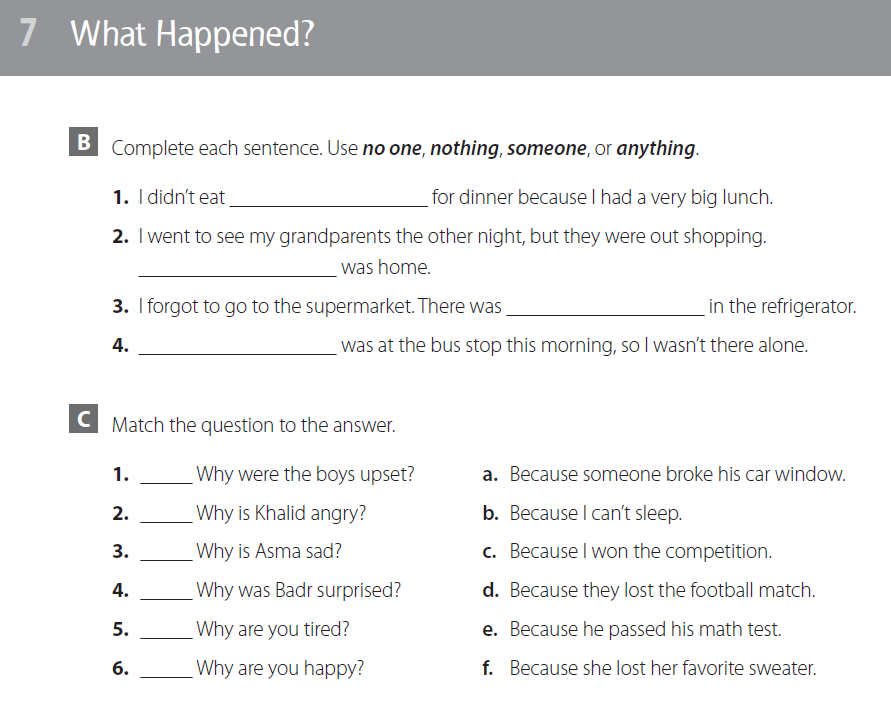 7 What Happened?
B Complete each sentence. Use no one, nothing, someone, or anything.
1. I didn't eat ____________________ for dinner because I had a very big lunch.
2. I went to see my grandparents the other night, but they were out shopping.
____________________ was home.
3. I forgot to go to the supermarket. There was ____________________ in the refrigerator.
4. ____________________ was at the bus stop this morning, so I wasn't there alone.
C Match the question to the answer.
1. _____ Why were the boys upset? a. Because someone broke his car window.
2. _____ Why is Khalid angry? b. Because I can't sleep.
3. _____ Why is Asma sad? c. Because I won the competition.
4. _____ Why was Badr surprised? d. Because they lost the football match.
5. _____ Why are you tired? e. Because he passed his math test.
6. _____ Why are you happy? f. Because she lost her favorite sweater.